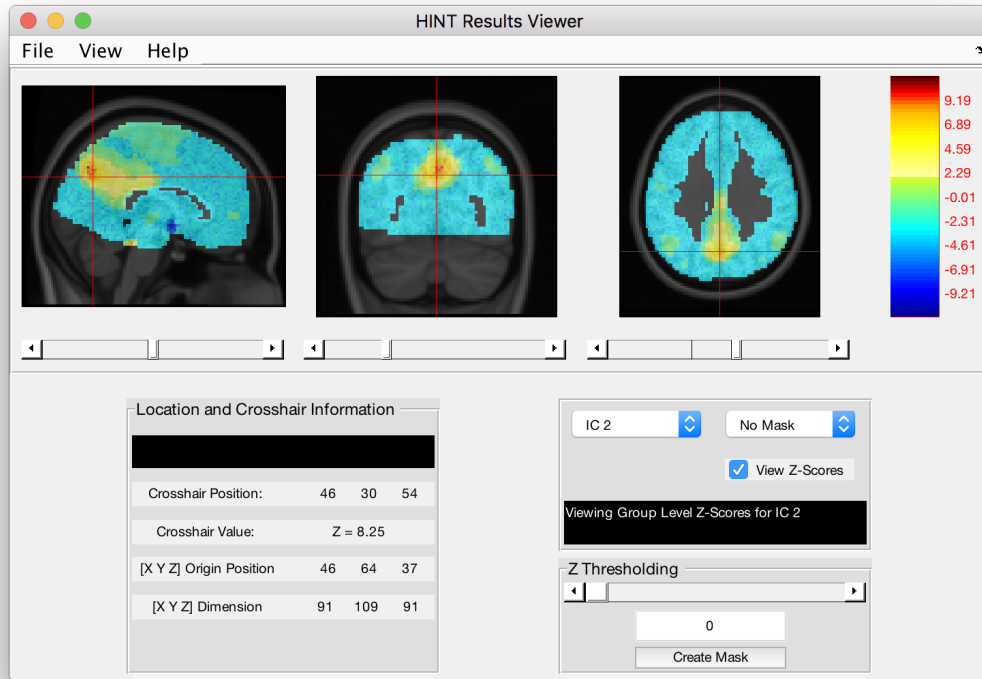 HINT Results Viewer
File View Help
9.19
6.89
4.59
2.29
-0.01
-2.31
-4.61
-6.91
-9.21
Location and Crosshair Information
Crosshair Position: 46 30 54
Crosshair Value: Z = 8.25
[X Y Z] Origin Position 46 64 37
[X Y Z] Dimension 91 109 91
IC 2 No Mask
View Z-Scores
Viewing Group Level Z-Scores for IC 2
Z Thresholding
0
Create Mask